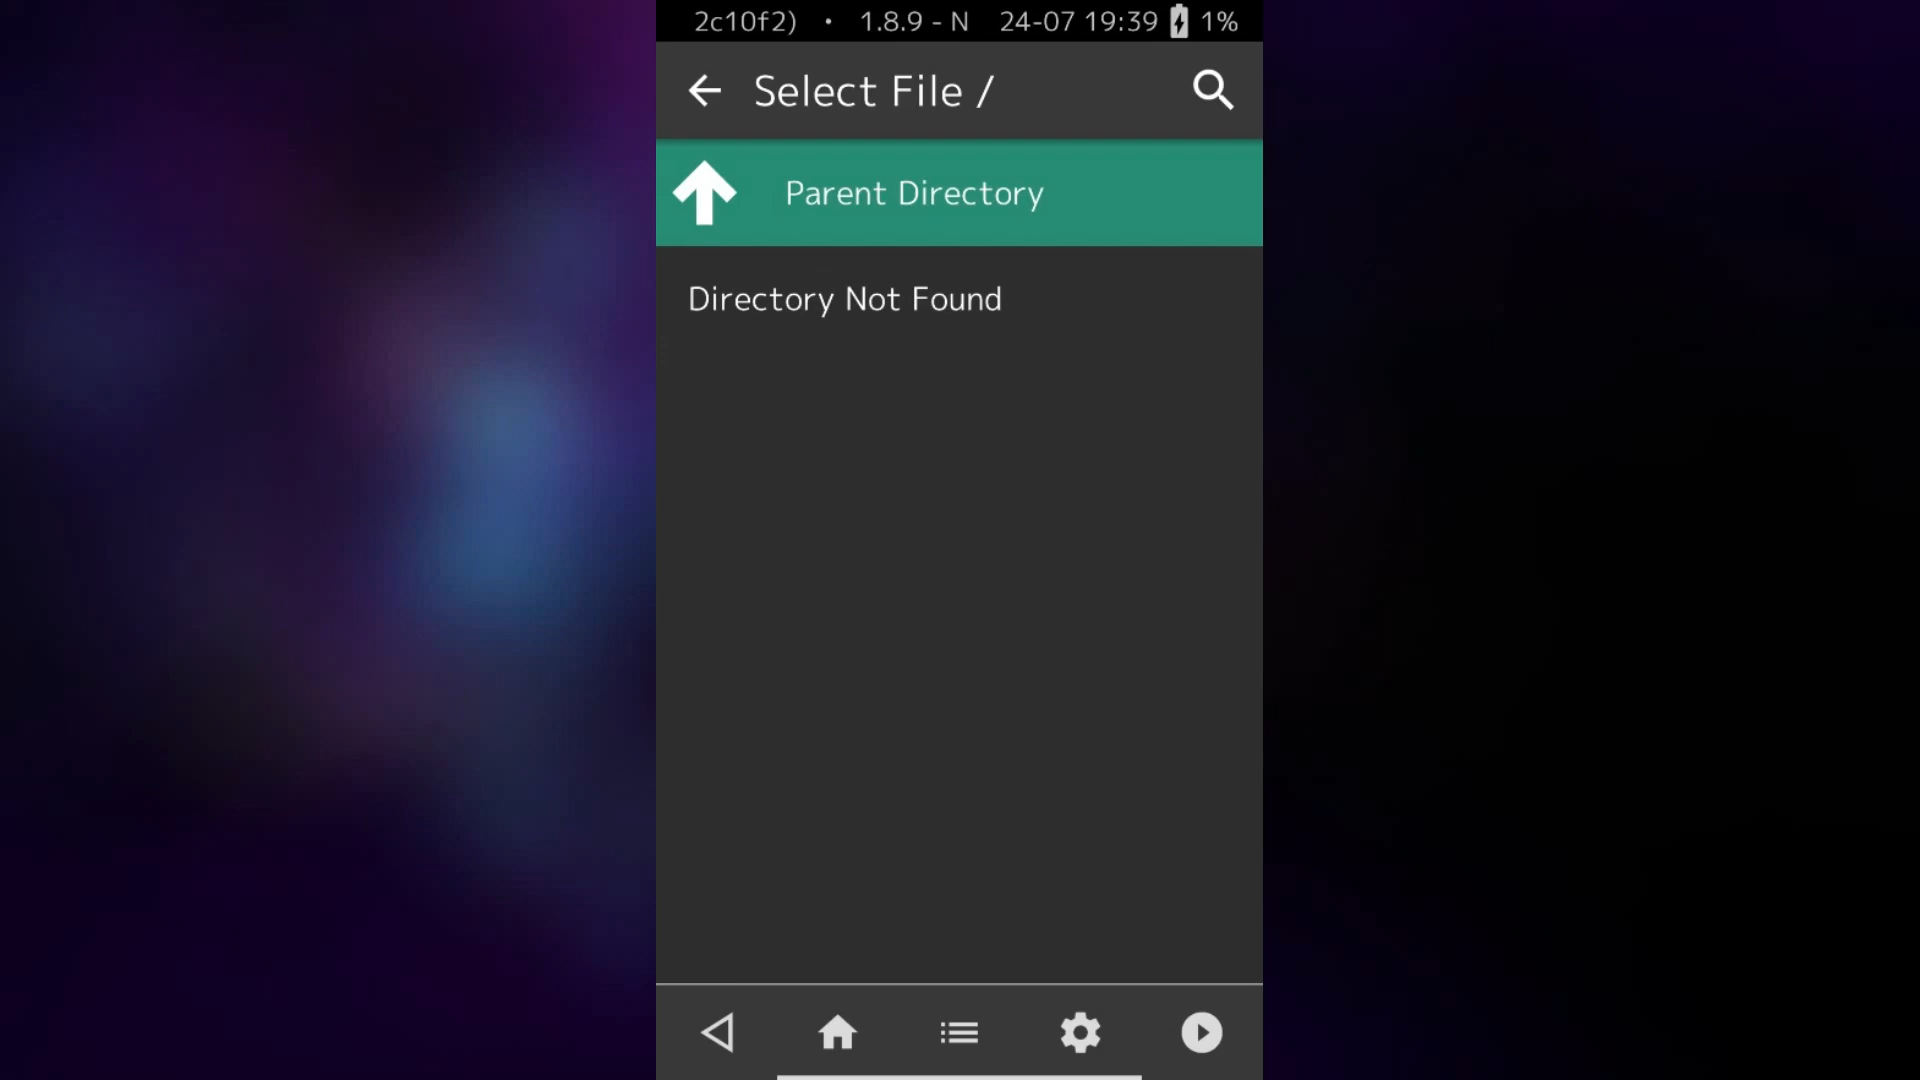 2c10f2) • 1.8.9 - N 24-07 19:39 1%
Select File /
Parent Directory
Directory Not Found